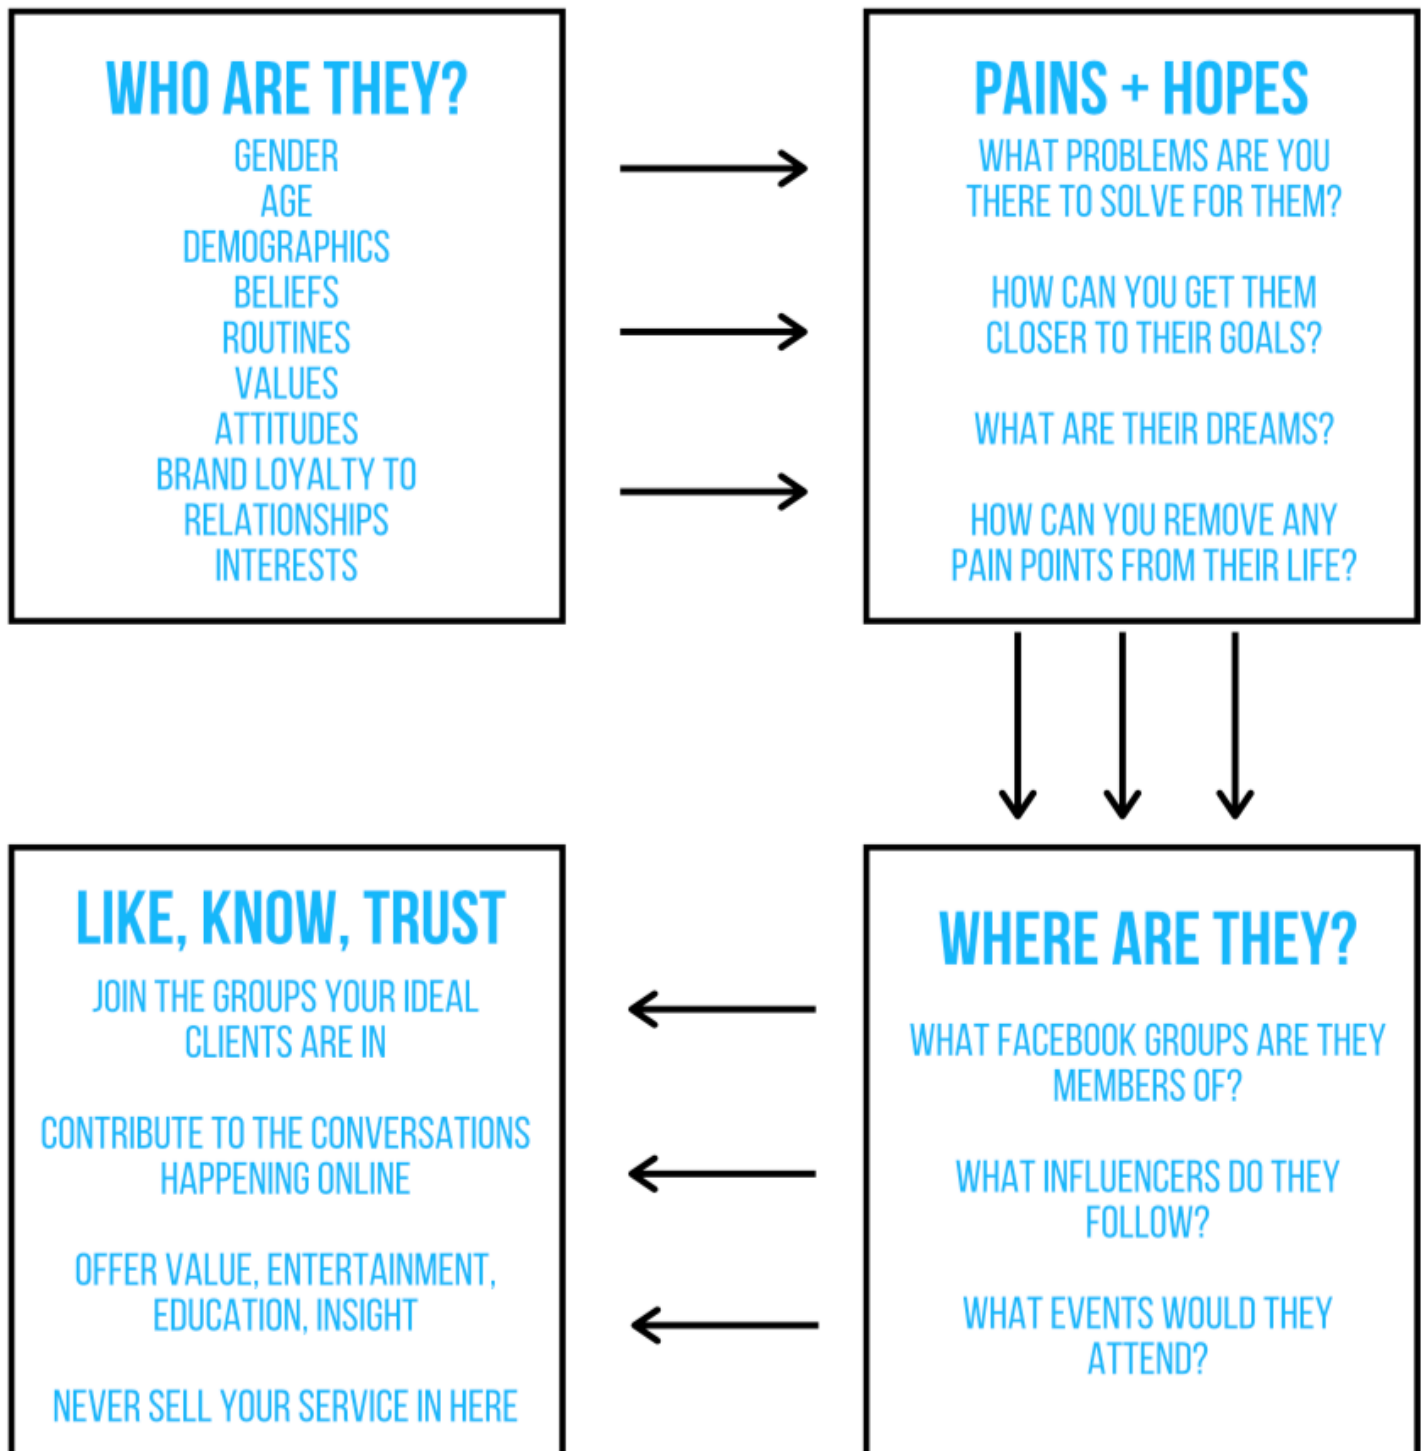 WHO ARE THEY?
GENDER
AGE
DEMOGRAPHICS
BELIEFS
ROUTINES
VALUES
ATTITUDES
BRAND LOYALTY TO
RELATIONSHIPS
INTERESTS
PAINS + HOPES
WHAT PROBLEMS ARE YOU
THERE TO SOLVE FOR THEM?
HOW CAN YOU GET THEM
CLOSER TO THEIR GOALS?
WHAT ARE THEIR DREAMS?
HOW CAN YOU REMOVE ANY
PAIN POINTS FROM THEIR LIFE?
WHERE ARE THEY?
WHAT FACEBOOK GROUPS ARE THEY
MEMBERS OF?
WHAT INFLUENCERS DO THEY
FOLLOW?
WHAT EVENTS WOULD THEY
ATTEND?
LIKE, KNOW, TRUST
JOIN THE GROUPS YOUR IDEAL
CLIENTS ARE IN
CONTRIBUTE TO THE CONVERSATIONS
HAPPENING ONLINE
OFFER VALUE, ENTERTAINMENT,
EDUCATION, INSIGHT
NEVER SELL YOUR SERVICE IN HERE